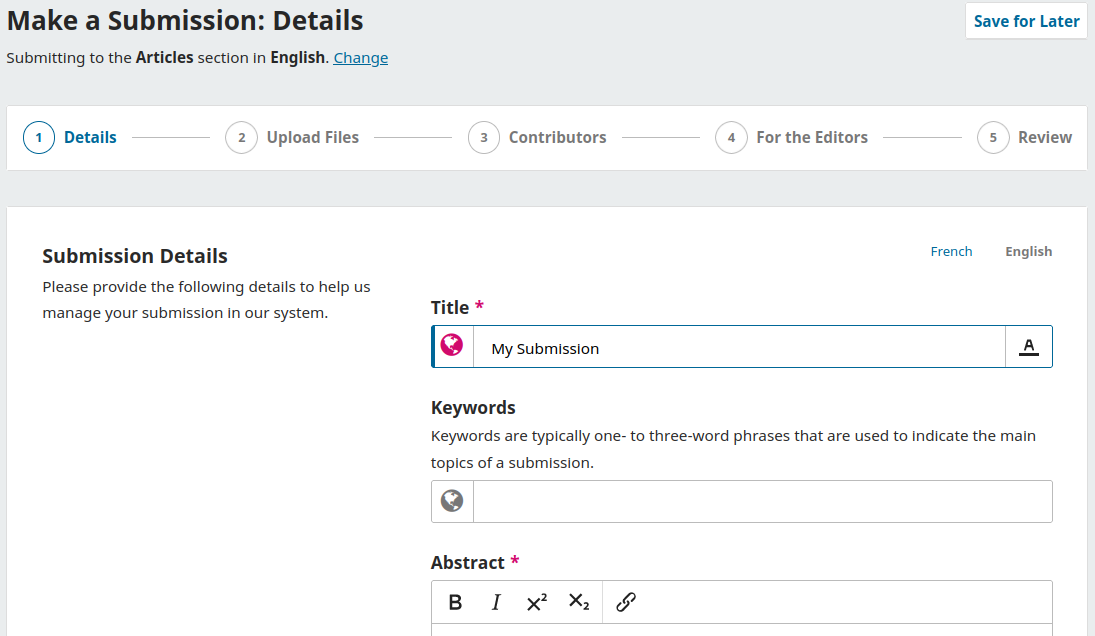 Make a Submission: Details
Save for Later
Submitting to the Articles section in English. Change
1 Details
2 Upload Files
3 Contributors
4 For the Editors
5 Review
Submission Details
Please provide the following details to help us
manage your submission in our system.
French English
Title *
My Submission
A
Keywords
Keywords are typically one- to three-word phrases that are used to indicate the main
topics of a submission.
Abstract *
B I X² X₂